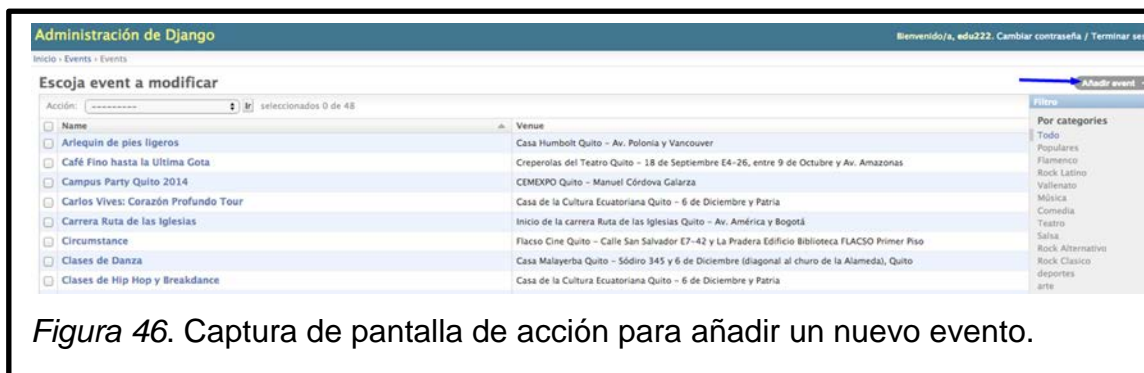 Administración de Django
Bienvenido/a, edu222. Cambiar contraseña / Terminar ses
Inicio › Events › Events
Escoja event a modificar
Añadir event
Acción: --------- Ir seleccionados 0 de 48
Name Venue
Arlequin de pies ligeros Casa Humbolt Quito - Av. Polonia y Vancouver
Café Fino hasta la Ultima Gota Creperolas del Teatro Quito - 18 de Septiembre E4-26, entre 9 de Octubre y Av. Amazonas
Campus Party Quito 2014 CEMEXPO Quito - Manuel Córdova Galarza
Carlos Vives: Corazón Profundo Tour Casa de la Cultura Ecuatoriana Quito - 6 de Diciembre y Patria
Carrera Ruta de las Iglesias Inicio de la carrera Ruta de las Iglesias Quito - Av. América y Bogotá
Circumstance Flacso Cine Quito - Calle San Salvador E7-42 y La Pradera Edificio Biblioteca FLACSO Primer Piso
Clases de Danza Casa Malayerba Quito - Sódiro 345 y 6 de Diciembre (diagonal al churo de la Alameda), Quito
Clases de Hip Hop y Breakdance Casa de la Cultura Ecuatoriana Quito - 6 de Diciembre y Patria
Filtro
Por categories
Todo
Populares
Flamenco
Rock Latino
Vallenato
Música
Comedia
Teatro
Salsa
Rock Alternativo
Rock Clasico
deportes
arte
Figura 46. Captura de pantalla de acción para añadir un nuevo evento.